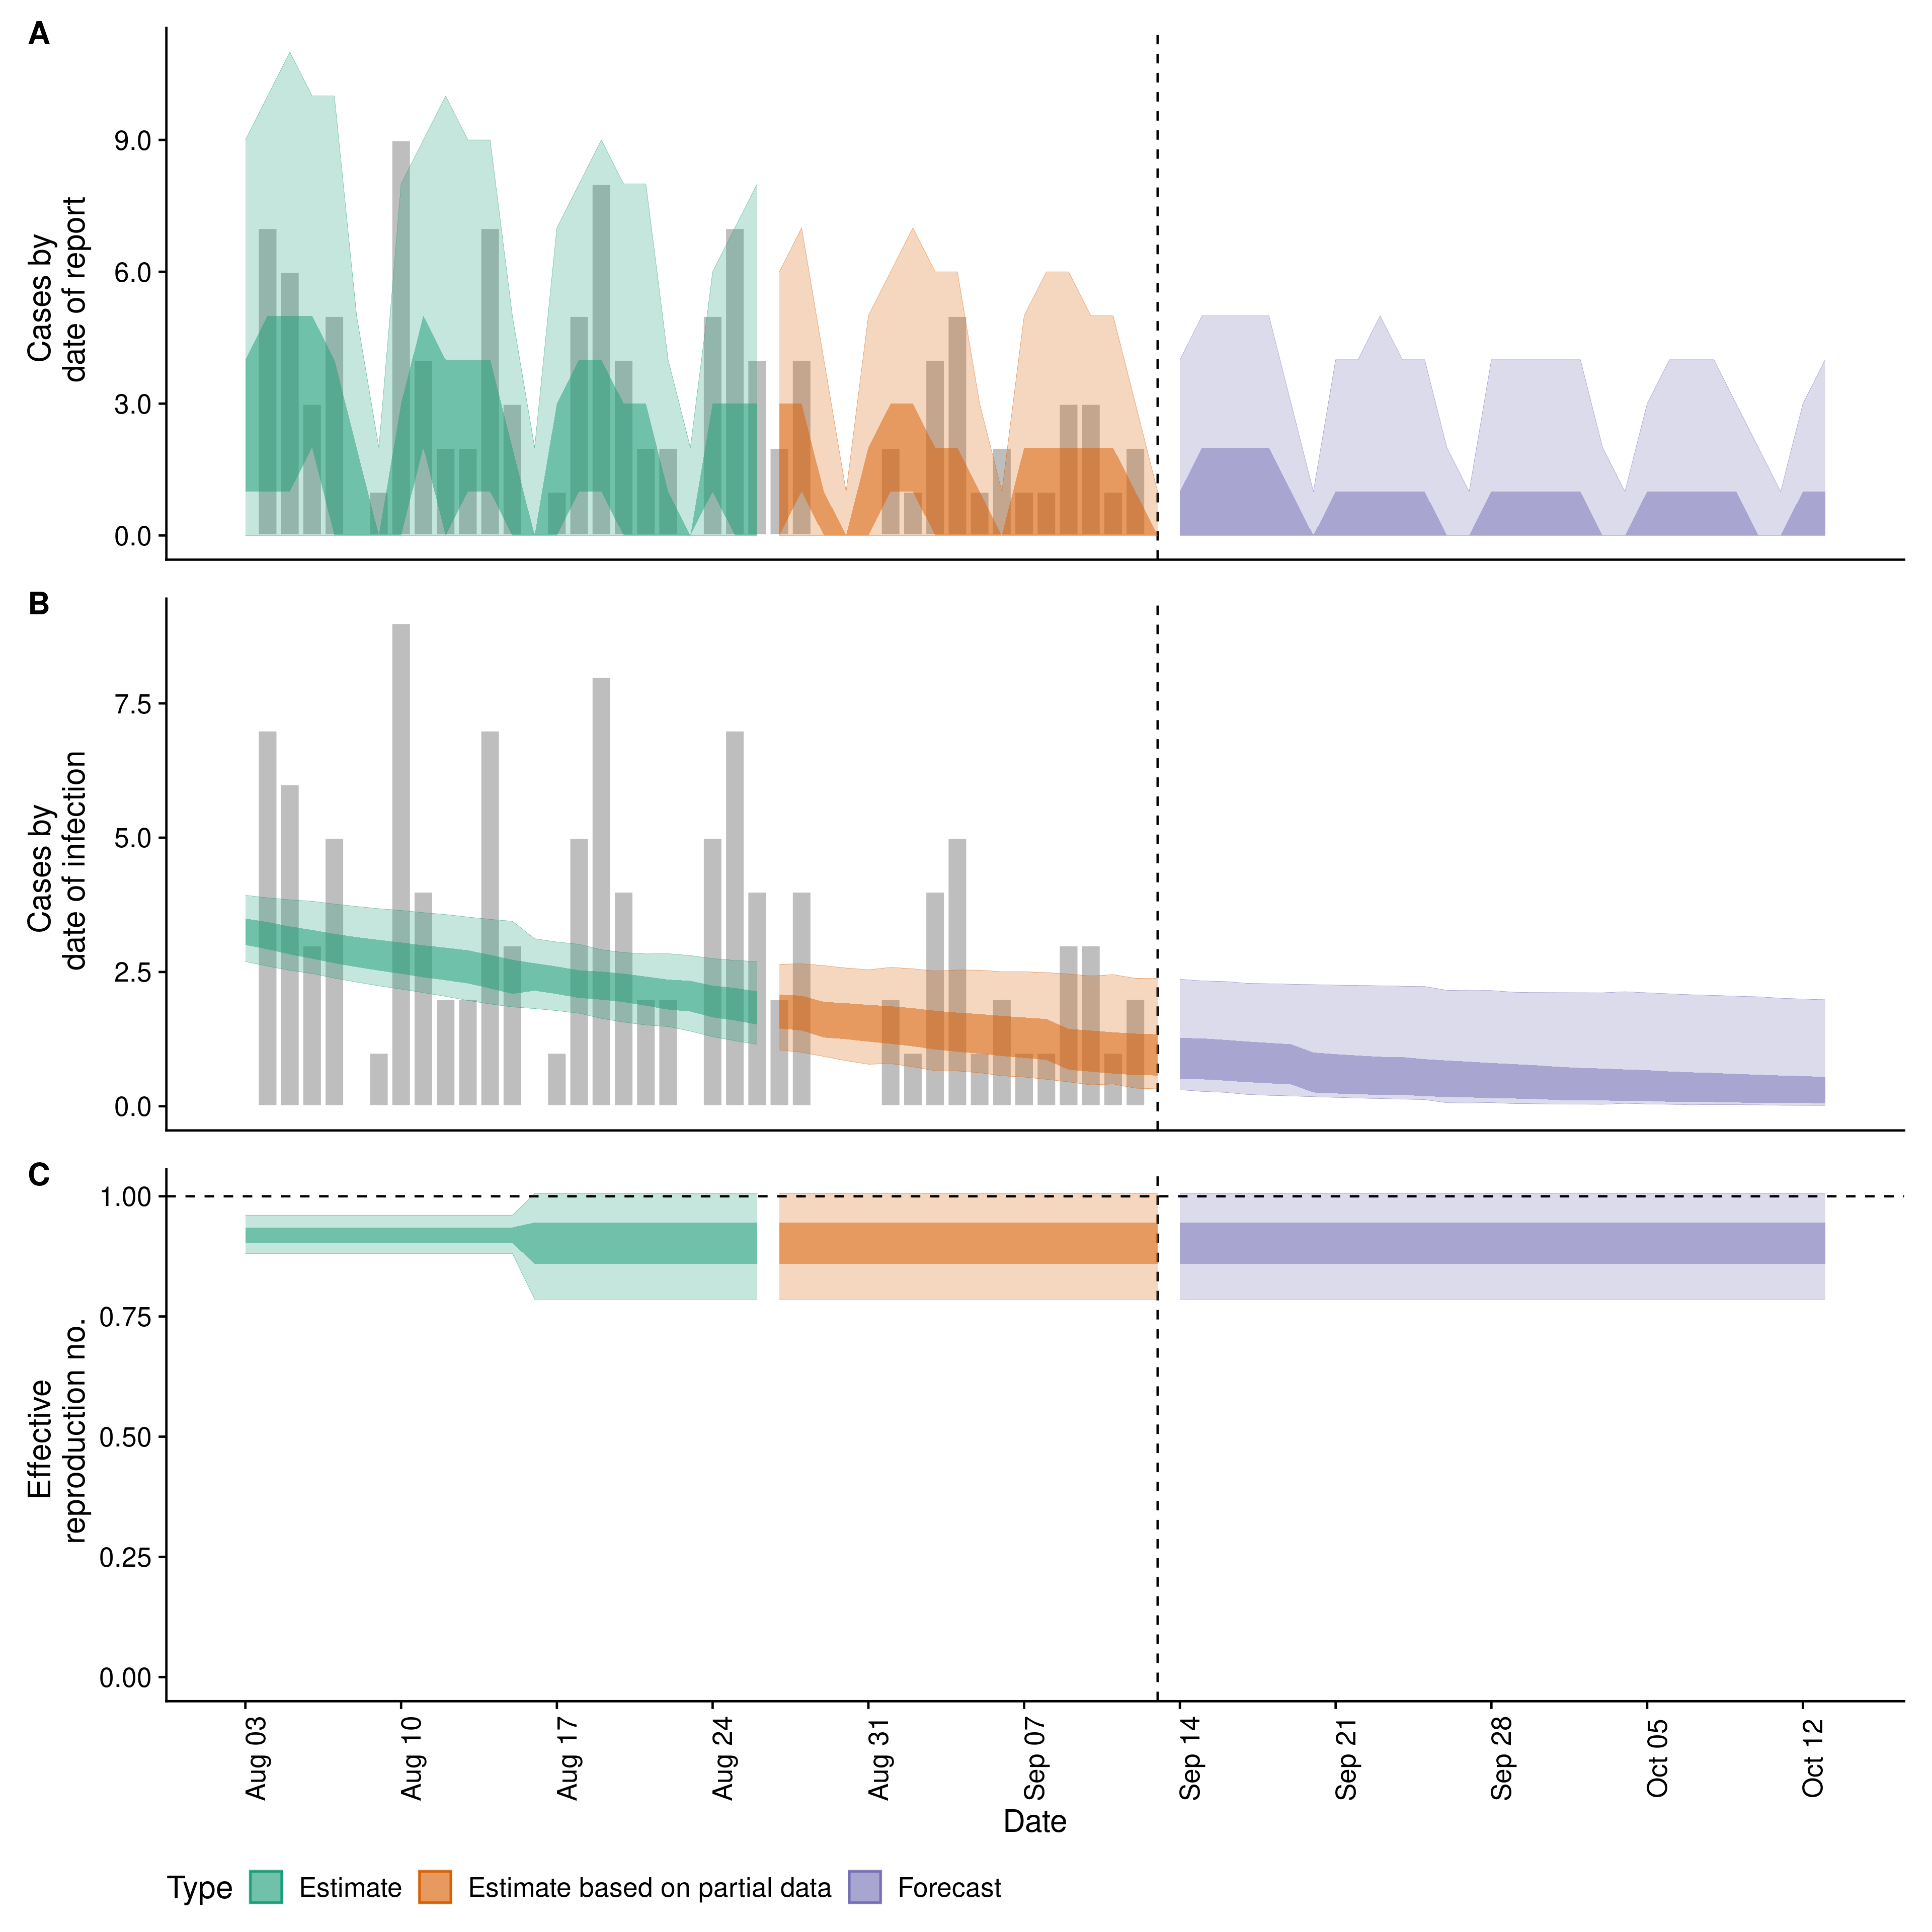 A
Cases by
date of report
9.0
6.0
3.0
0.0
B
Cases by
date of infection
7.5
5.0
2.5
0.0
C
Effective
reproduction no.
1.00
0.75
0.50
0.25
0.00
Aug 03
Aug 10
Aug 17
Aug 24
Aug 31
Sep 07
Sep 14
Sep 21
Sep 28
Oct 05
Oct 12
Date
Type Estimate Estimate based on partial data Forecast